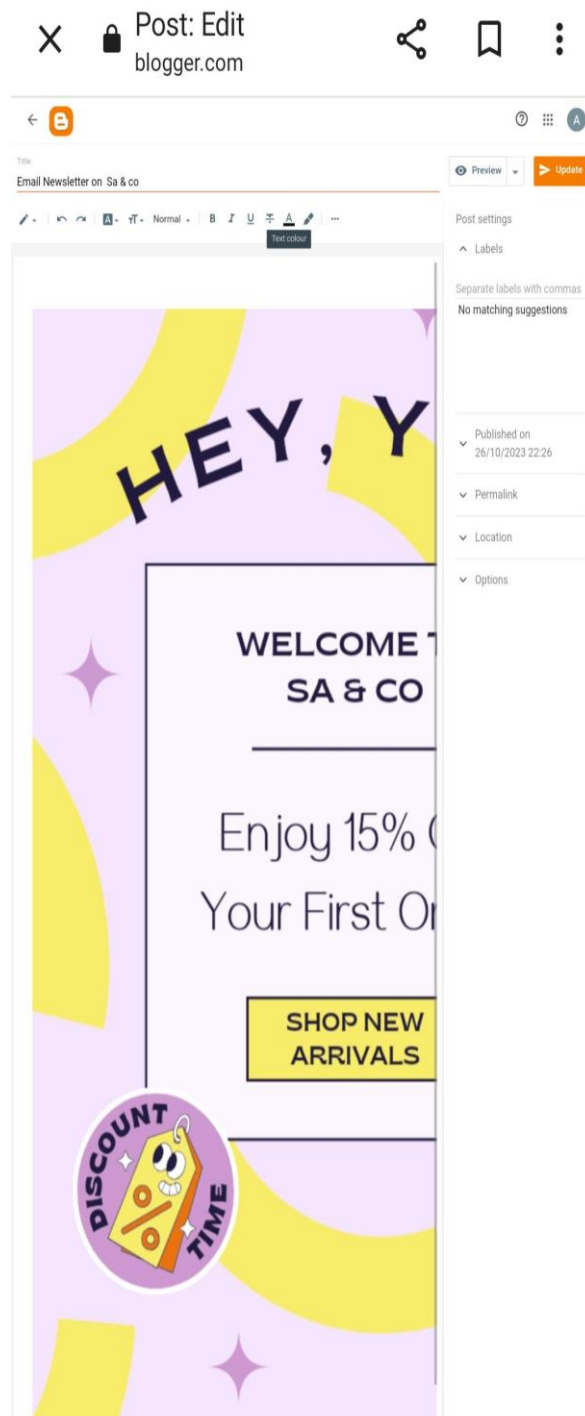 Post: Edit
blogger.com
A
Title
Email Newsletter on Sa & co
Preview
Update
Normal
B I U A
Text colour
Post settings
Labels
Separate labels with commas
No matching suggestions
Published on
26/10/2023 22:26
Permalink
Location
Options
HEY, Y
WELCOME
SA & CO
Enjoy 15%
Your First
SHOP NEW
ARRIVALS
DISCOUNT
TIME